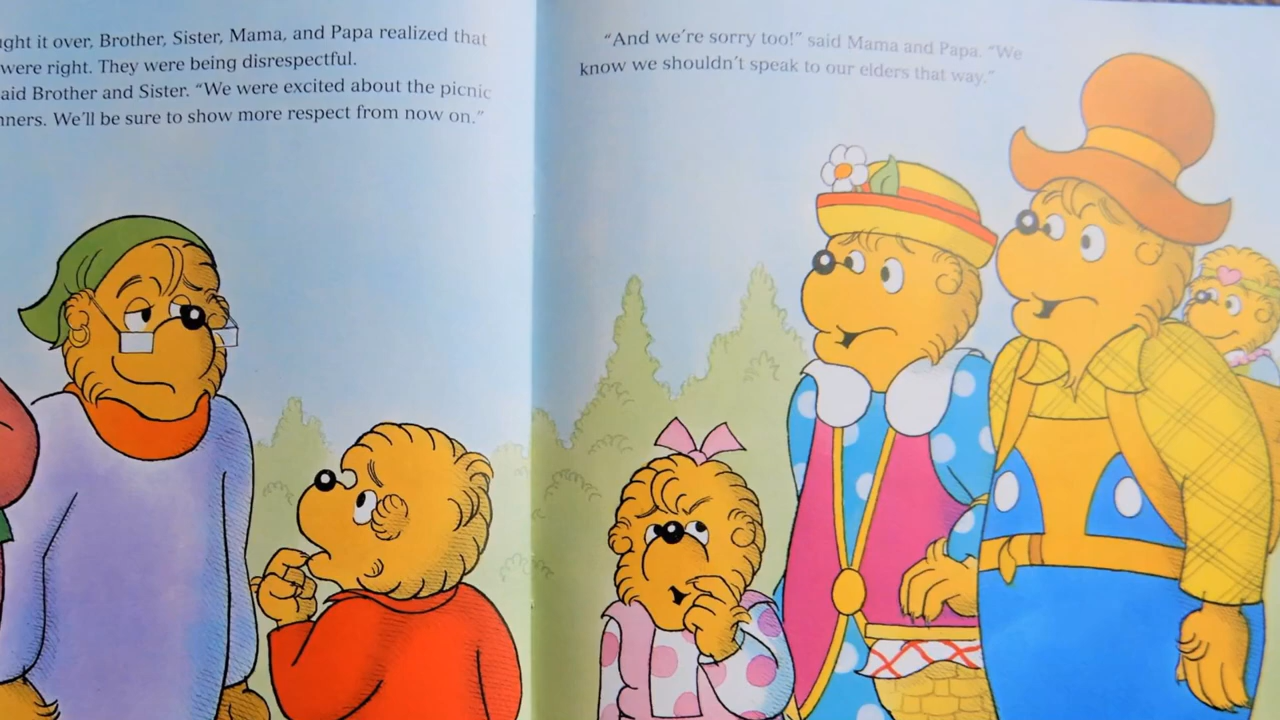 ught it over, Brother, Sister, Mama, and Papa realized that
were right. They were being disrespectful.
aid Brother and Sister. “We were excited about the picnic
nners. We’ll be sure to show more respect from now on.”
“And we’re sorry too!” said Mama and Papa. “We
know we shouldn’t speak to our elders that way.”